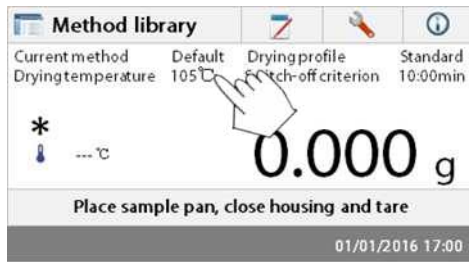 Method library
Current method Default Drying profile Standard
Drying temperature 105℃ criterion 10:00min
* --- ℃
0.000 g
Place sample pan, close housing and tare
01/01/2016 17:00